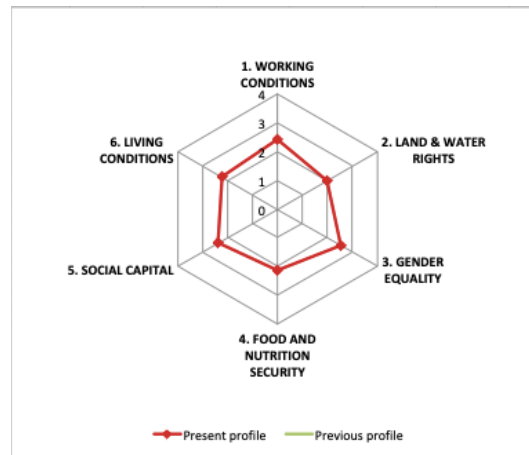 1. WORKING
CONDITIONS
4
3
2
1
0
2. LAND & WATER
RIGHTS
3. GENDER
EQUALITY
4. FOOD AND
NUTRITION
SECURITY
5. SOCIAL CAPITAL
6. LIVING
CONDITIONS
Present profile
Previous profile